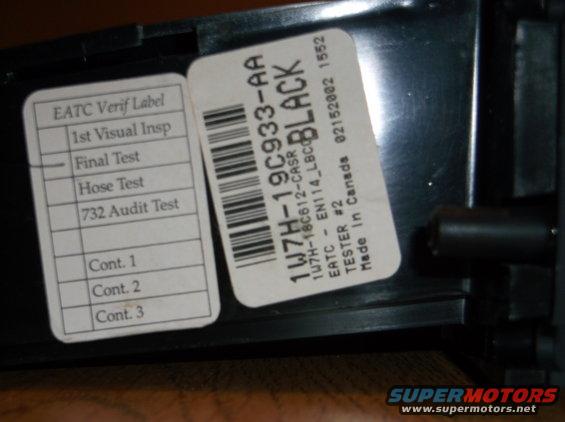 EATC Verif Label
1st Visual Insp
Final Test
Hose Test
732 Audit Test
Cont. 1
Cont. 2
Cont. 3
1W7H-19C933-AA
BLACK
1W7H-18C612-CASR
EATC - EN114_L8CC
TESTER #2 02152002 1552
Made In Canada
SUPERMOTORS
www.supermotors.net